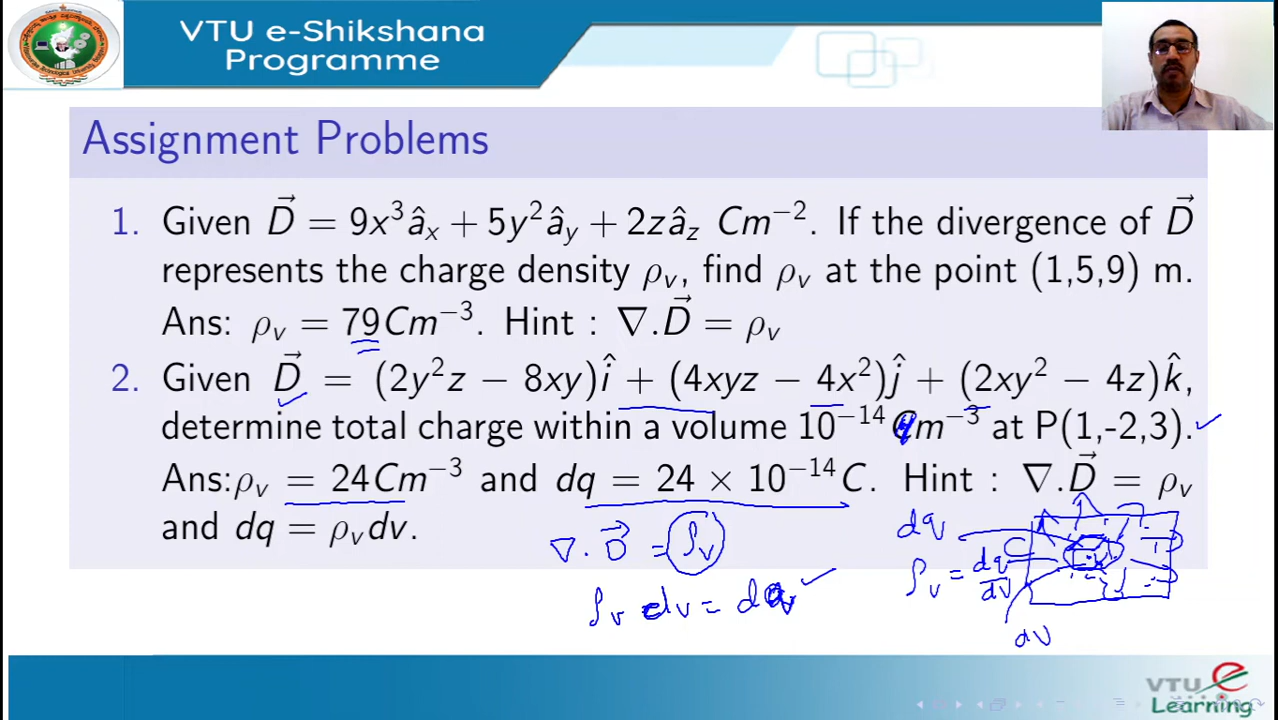 VTU e-Shikshana
Programme
Assignment Problems
1. Given D⃗ = 9x³âₓ + 5y²â_y + 2zâ_z Cm⁻². If the divergence of D⃗
represents the charge density ρᵥ, find ρᵥ at the point (1,5,9) m.
Ans: ρᵥ = 79Cm⁻³. Hint : ∇.D⃗ = ρᵥ
2. Given D⃗ = (2y²z − 8xy)î + (4xyz − 4x²)ĵ + (2xy² − 4z)k̂,
determine total charge within a volume 10⁻¹⁴ m⁻³ at P(1,-2,3).
Ans:ρᵥ = 24Cm⁻³ and dq = 24 × 10⁻¹⁴C. Hint : ∇.D⃗ = ρᵥ
and dq = ρᵥdv.
∇. D⃗ = ρᵥ
ρᵥ dv = dq
dq
ρᵥ = dq/dv
dv
VTU e
Learning